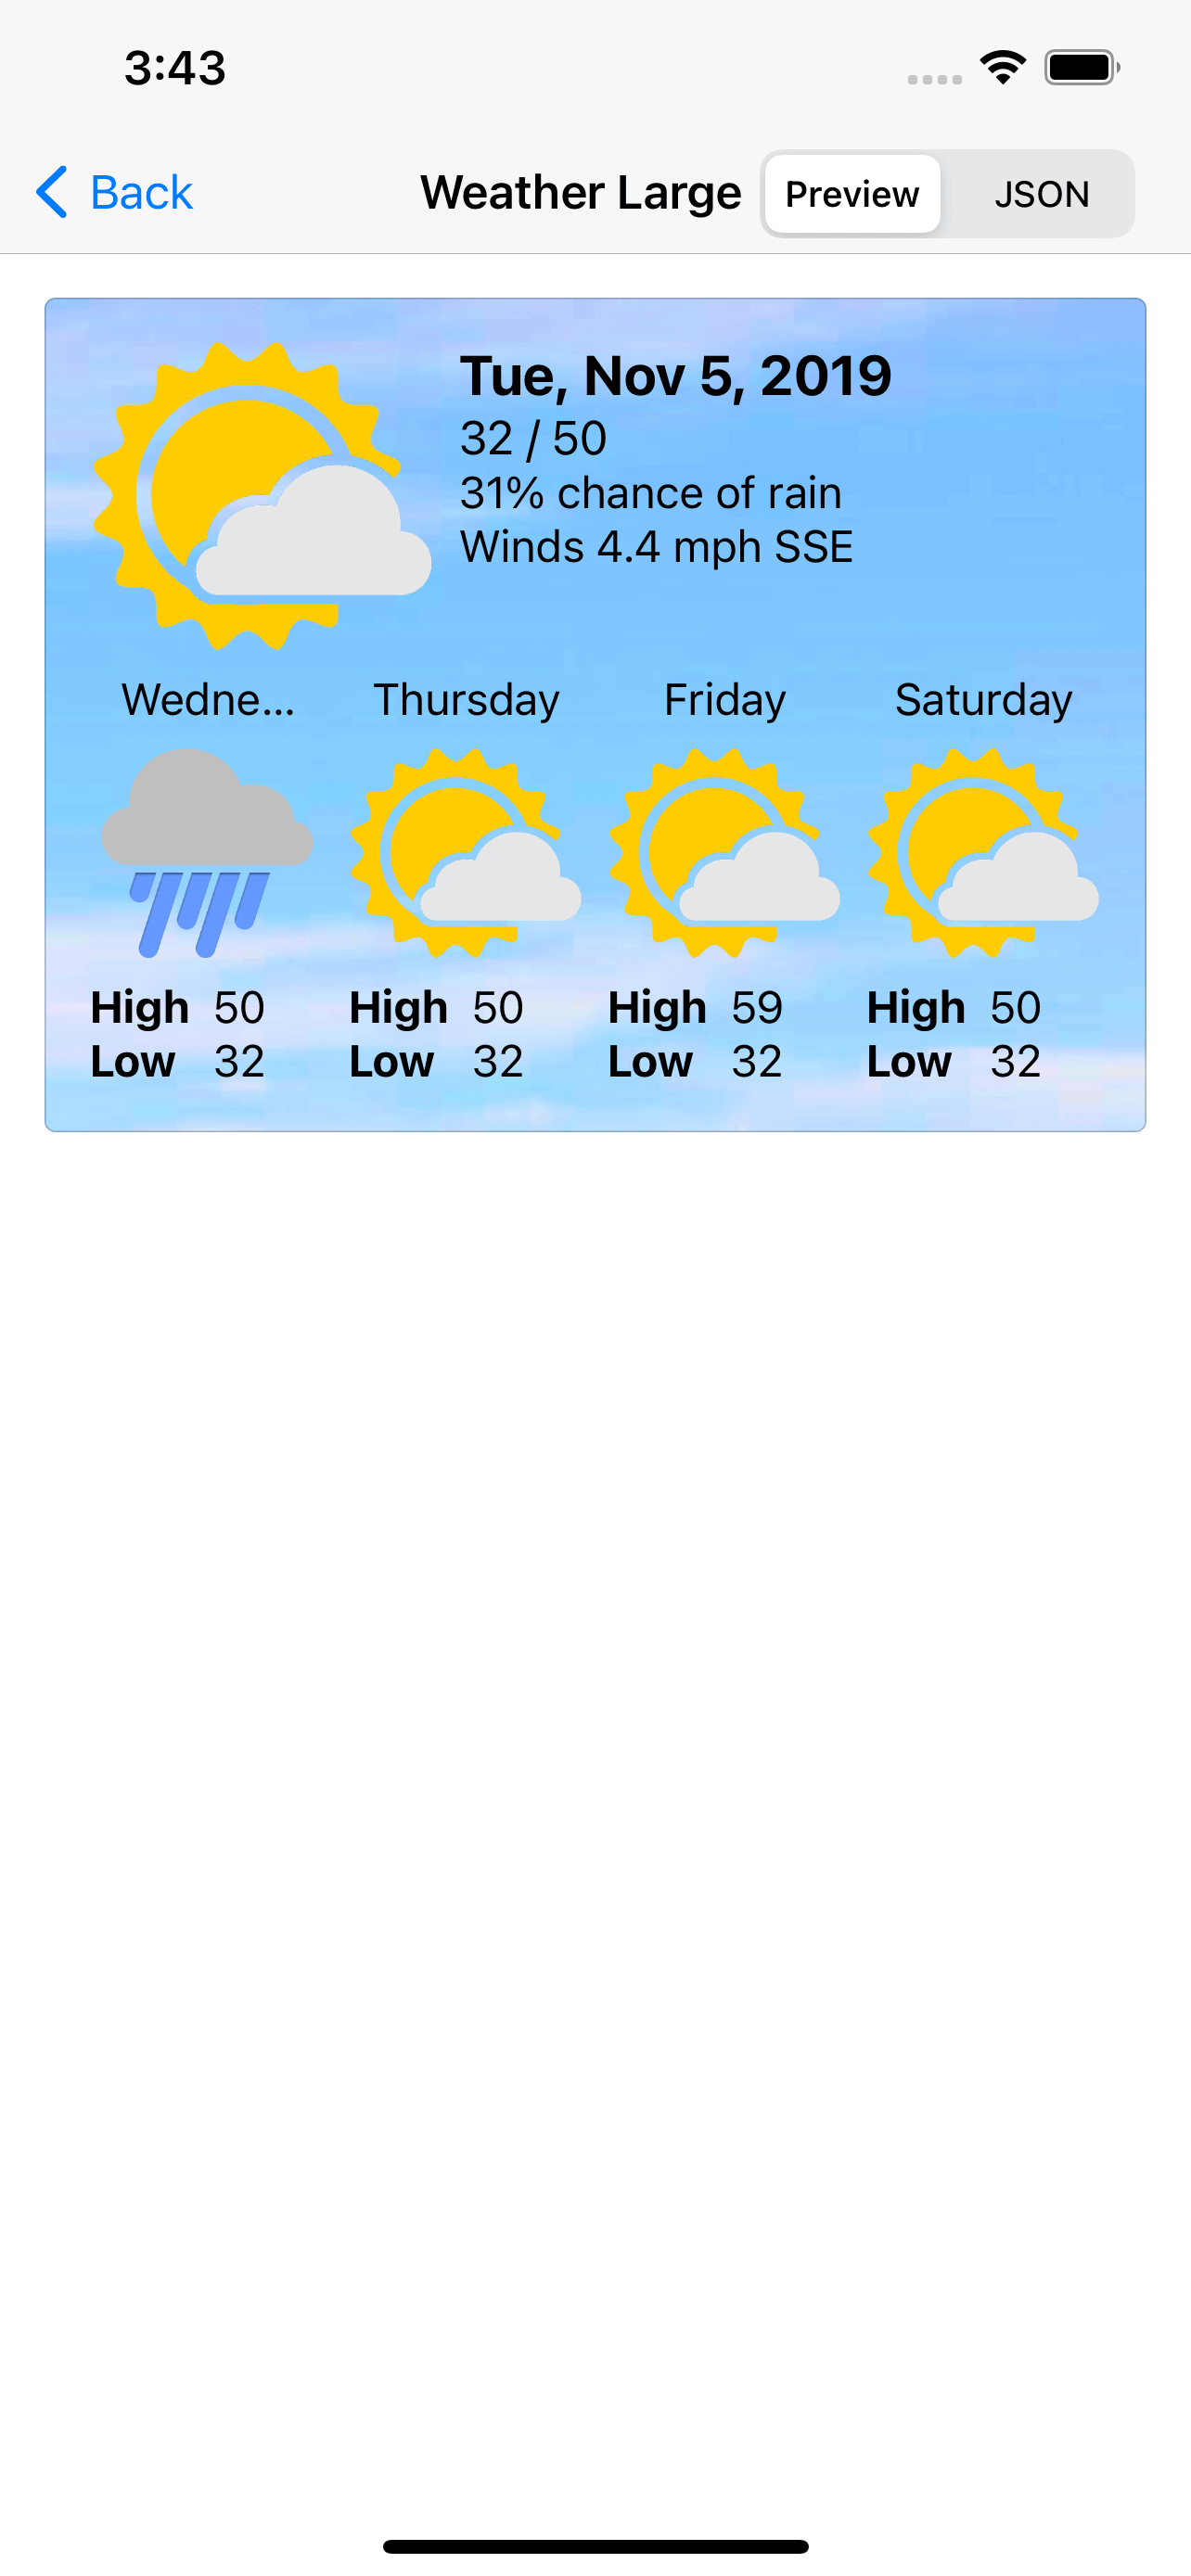 3:43
Back
Weather Large
Preview
JSON
Tue, Nov 5, 2019
32 / 50
31% chance of rain
Winds 4.4 mph SSE
Wedne... Thursday Friday Saturday
High 50 High 50 High 59 High 50
Low 32 Low 32 Low 32 Low 32